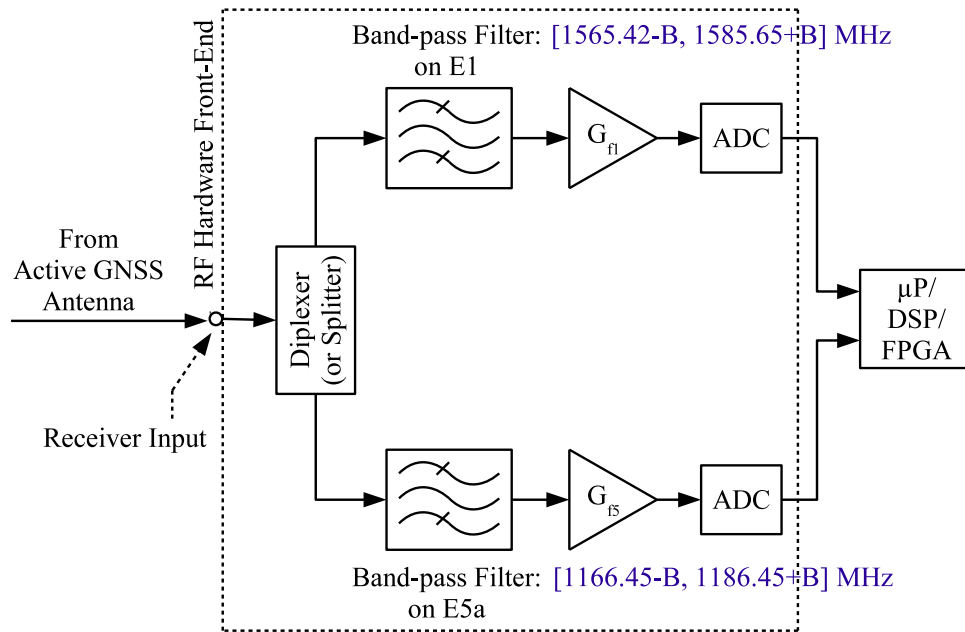 Band-pass Filter: [1565.42-B, 1585.65+B] MHz
on E1
RF Hardware Front-End
G_f1
ADC
From
Active GNSS
Antenna
Diplexer
(or Splitter)
µP/
DSP/
FPGA
Receiver Input
G_f5
ADC
Band-pass Filter: [1166.45-B, 1186.45+B] MHz
on E5a